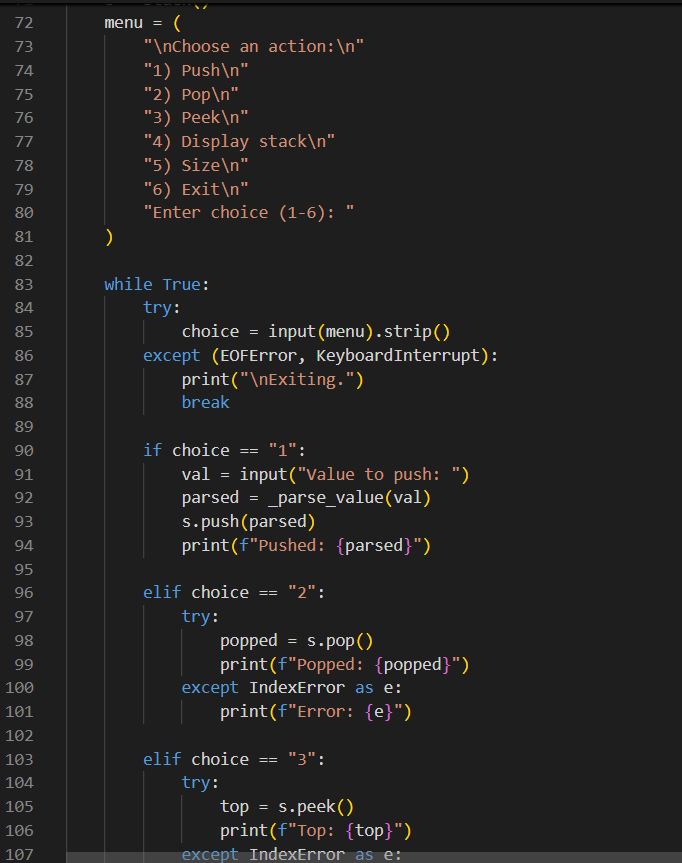 72 menu = (
73 "\nChoose an action:\n"
74 "1) Push\n"
75 "2) Pop\n"
76 "3) Peek\n"
77 "4) Display stack\n"
78 "5) Size\n"
79 "6) Exit\n"
80 "Enter choice (1-6): "
81 )
82
83 while True:
84 try:
85 choice = input(menu).strip()
86 except (EOFError, KeyboardInterrupt):
87 print("\nExiting.")
88 break
89
90 if choice == "1":
91 val = input("Value to push: ")
92 parsed = _parse_value(val)
93 s.push(parsed)
94 print(f"Pushed: {parsed}")
95
96 elif choice == "2":
97 try:
98 popped = s.pop()
99 print(f"Popped: {popped}")
100 except IndexError as e:
101 print(f"Error: {e}")
102
103 elif choice == "3":
104 try:
105 top = s.peek()
106 print(f"Top: {top}")
107 except IndexError as e: